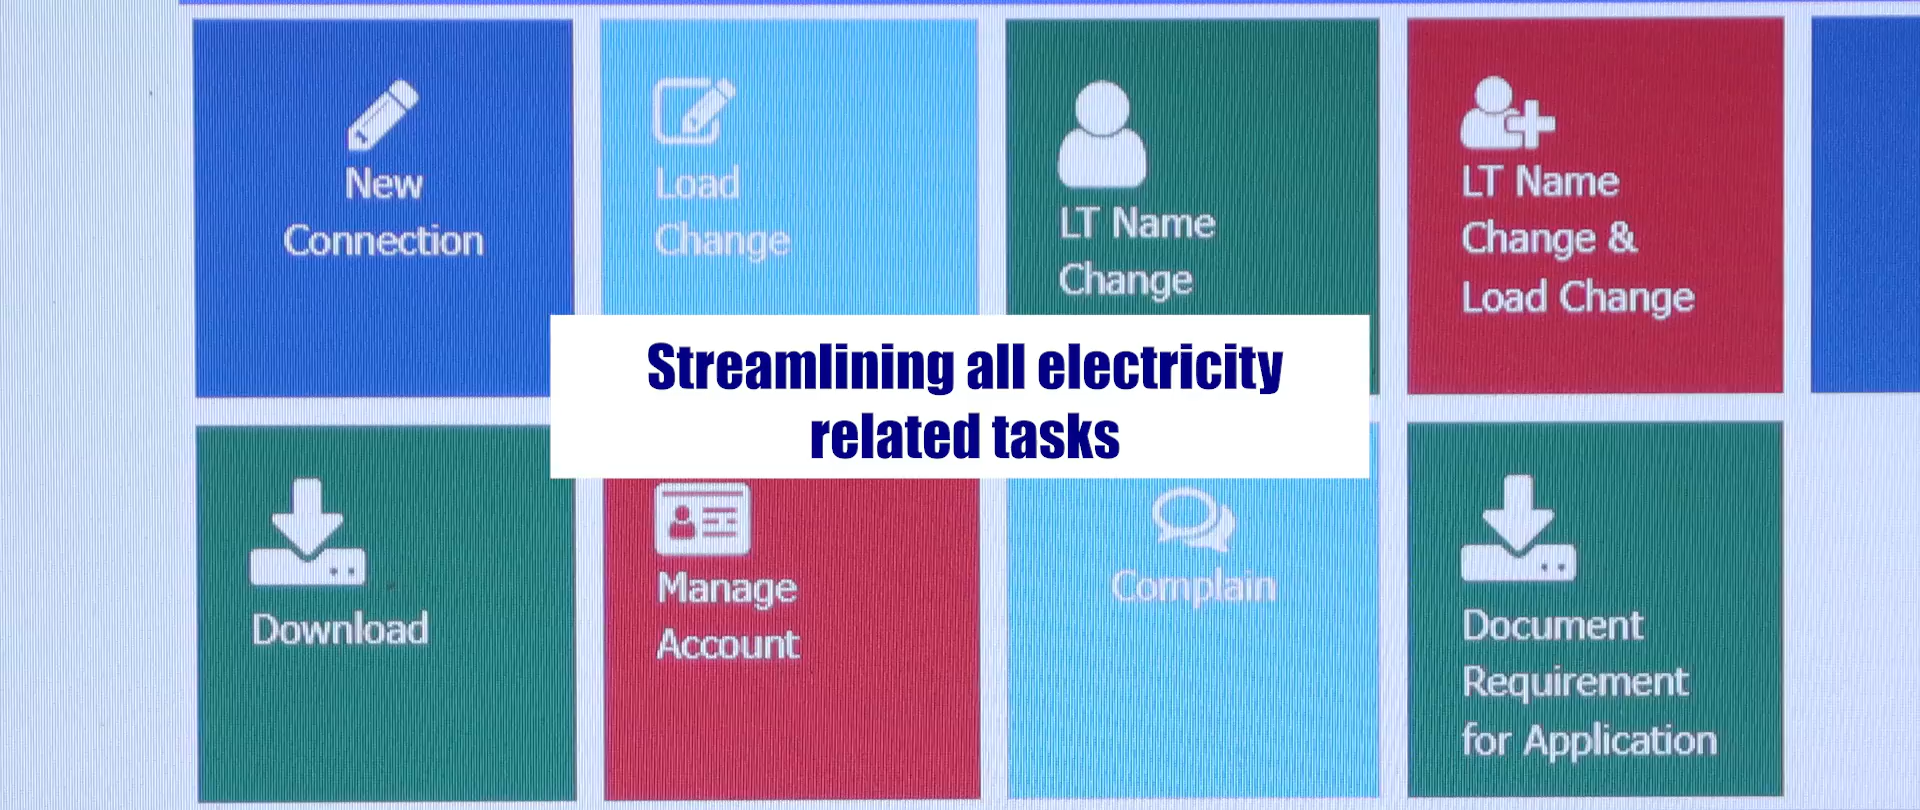 New
Connection
Load
Change
LT Name
Change
LT Name
Change &
Load Change
Streamlining all electricity
related tasks
Download
Manage
Account
Complain
Document
Requirement
for Application